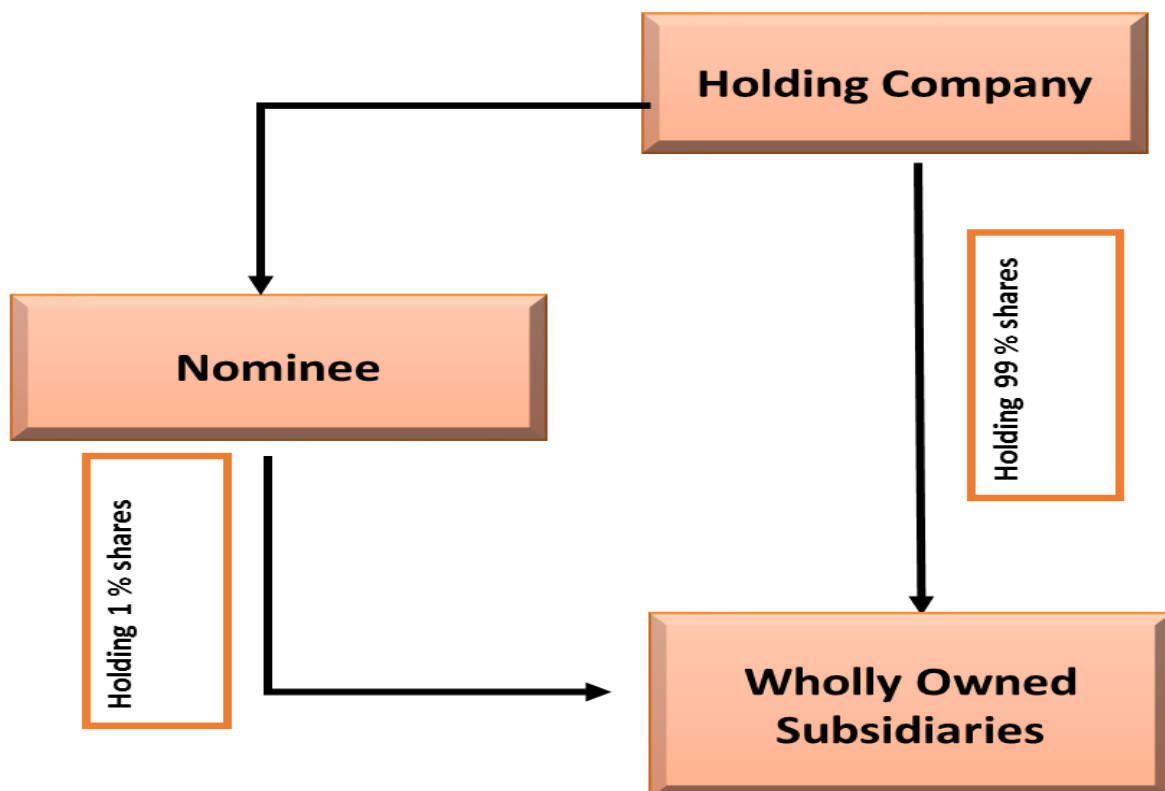 Holding Company
Holding 99 % shares
Nominee
Holding 1 % shares
Wholly Owned
Subsidiaries